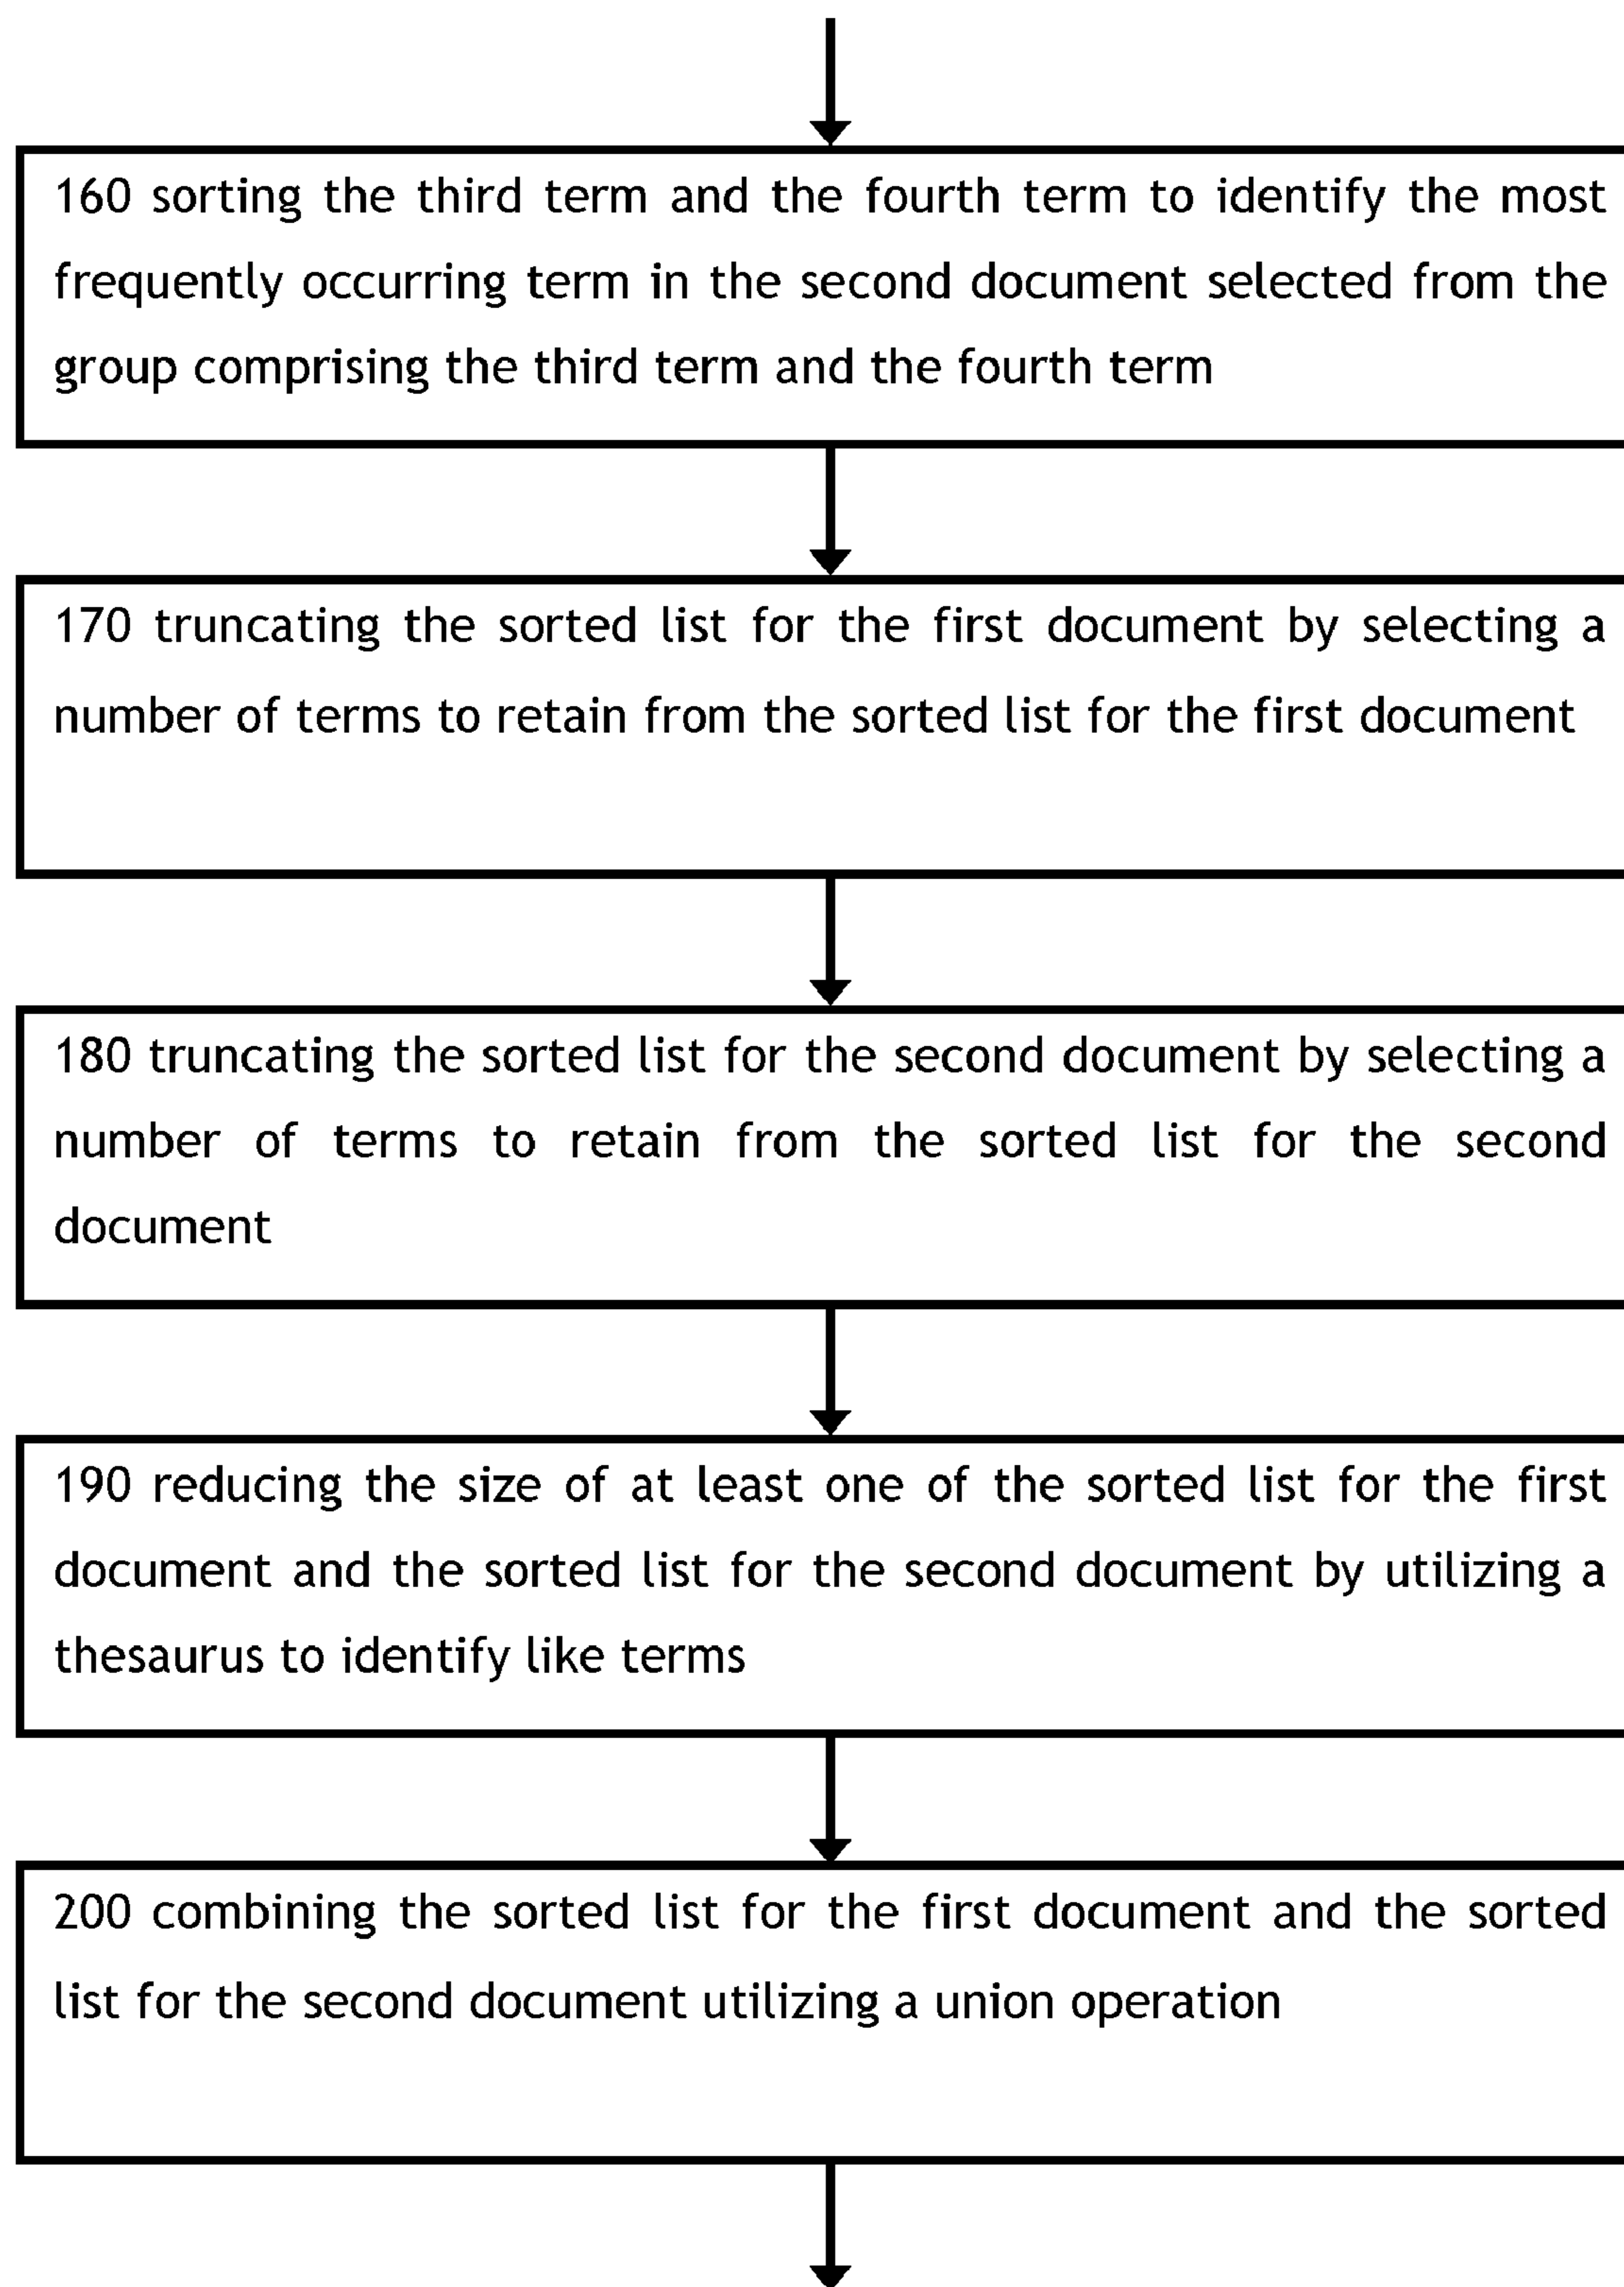 160 sorting the third term and the fourth term to identify the most
frequently occurring term in the second document selected from the
group comprising the third term and the fourth term
170 truncating the sorted list for the first document by selecting a
number of terms to retain from the sorted list for the first document
180 truncating the sorted list for the second document by selecting a
number of terms to retain from the sorted list for the second
document
190 reducing the size of at least one of the sorted list for the first
document and the sorted list for the second document by utilizing a
thesaurus to identify like terms
200 combining the sorted list for the first document and the sorted
list for the second document utilizing a union operation